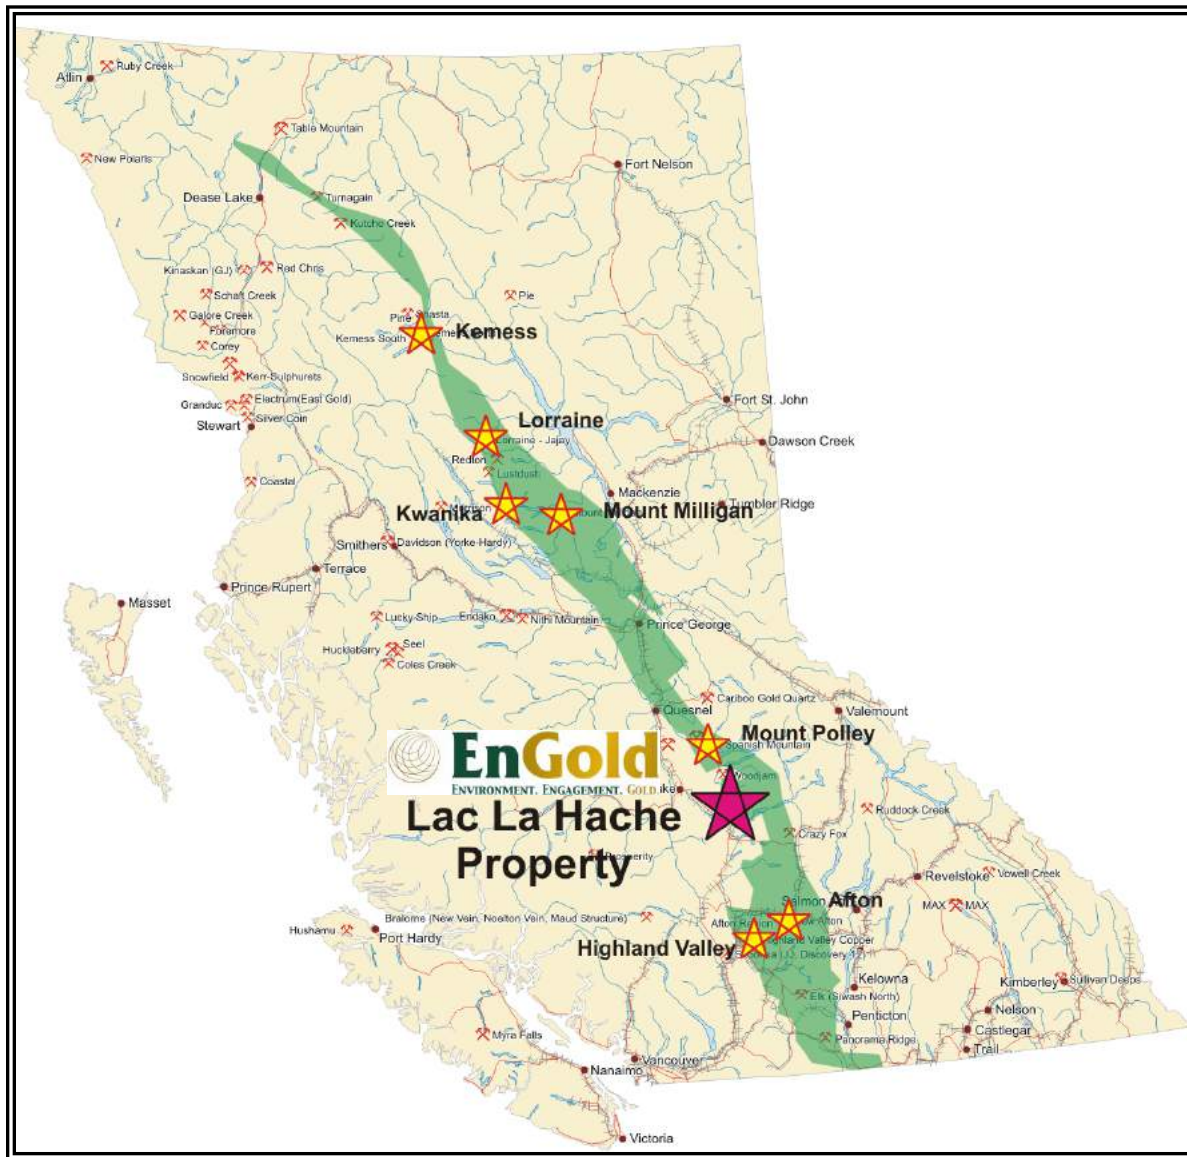 Ruby Creek
Atlin
Table Mountain
New Polaris
Fort Nelson
Dease Lake
Turnagain
Kutcho Creek
Kinaskan (GJ)
Red Chris
Schaft Creek
Pie
Galore Creek
Foremore
Pine
Shasta
Kemess South
Kemess
Corey
Snowfield
Kerr-Sulphurets
Electrum(East Gold)
Granduc
Silver Coin
Stewart
Fort St. John
Lorraine
Lorraine - Jajay
Dawson Creek
Redton
Lustdust
Coastal
Mackenzie
Tumbler Ridge
Kwanika
Mount Milligan
Smithers
Davidson (Yorke-Hardy)
Terrace
Prince Rupert
Masset
Lucky Ship
Endako
Nithi Mountain
Prince George
Huckleberry
Seel
Coles Creek
Cariboo Gold Quartz
Quesnel
Valemount
Mount Polley
Spanish Mountain
EnGold
ENVIRONMENT. ENGAGEMENT. GOLD.
Woodjam
Lac La Hache
Property
Ruddock Creek
Crazy Fox
Revelstoke
Vowell Creek
Afton
MAX
MAX
Bralorne (New Vein, Noelton Vein, Maud Structure)
Hushamu
Port Hardy
Highland Valley
Highland Valley Copper
Kelowna
Kimberley
Sullivan Deeps
Elk (Siwash North)
Nelson
Penticton
Castlegar
Myra Falls
Panorama Ridge
Trail
Vancouver
Nanaimo
Victoria